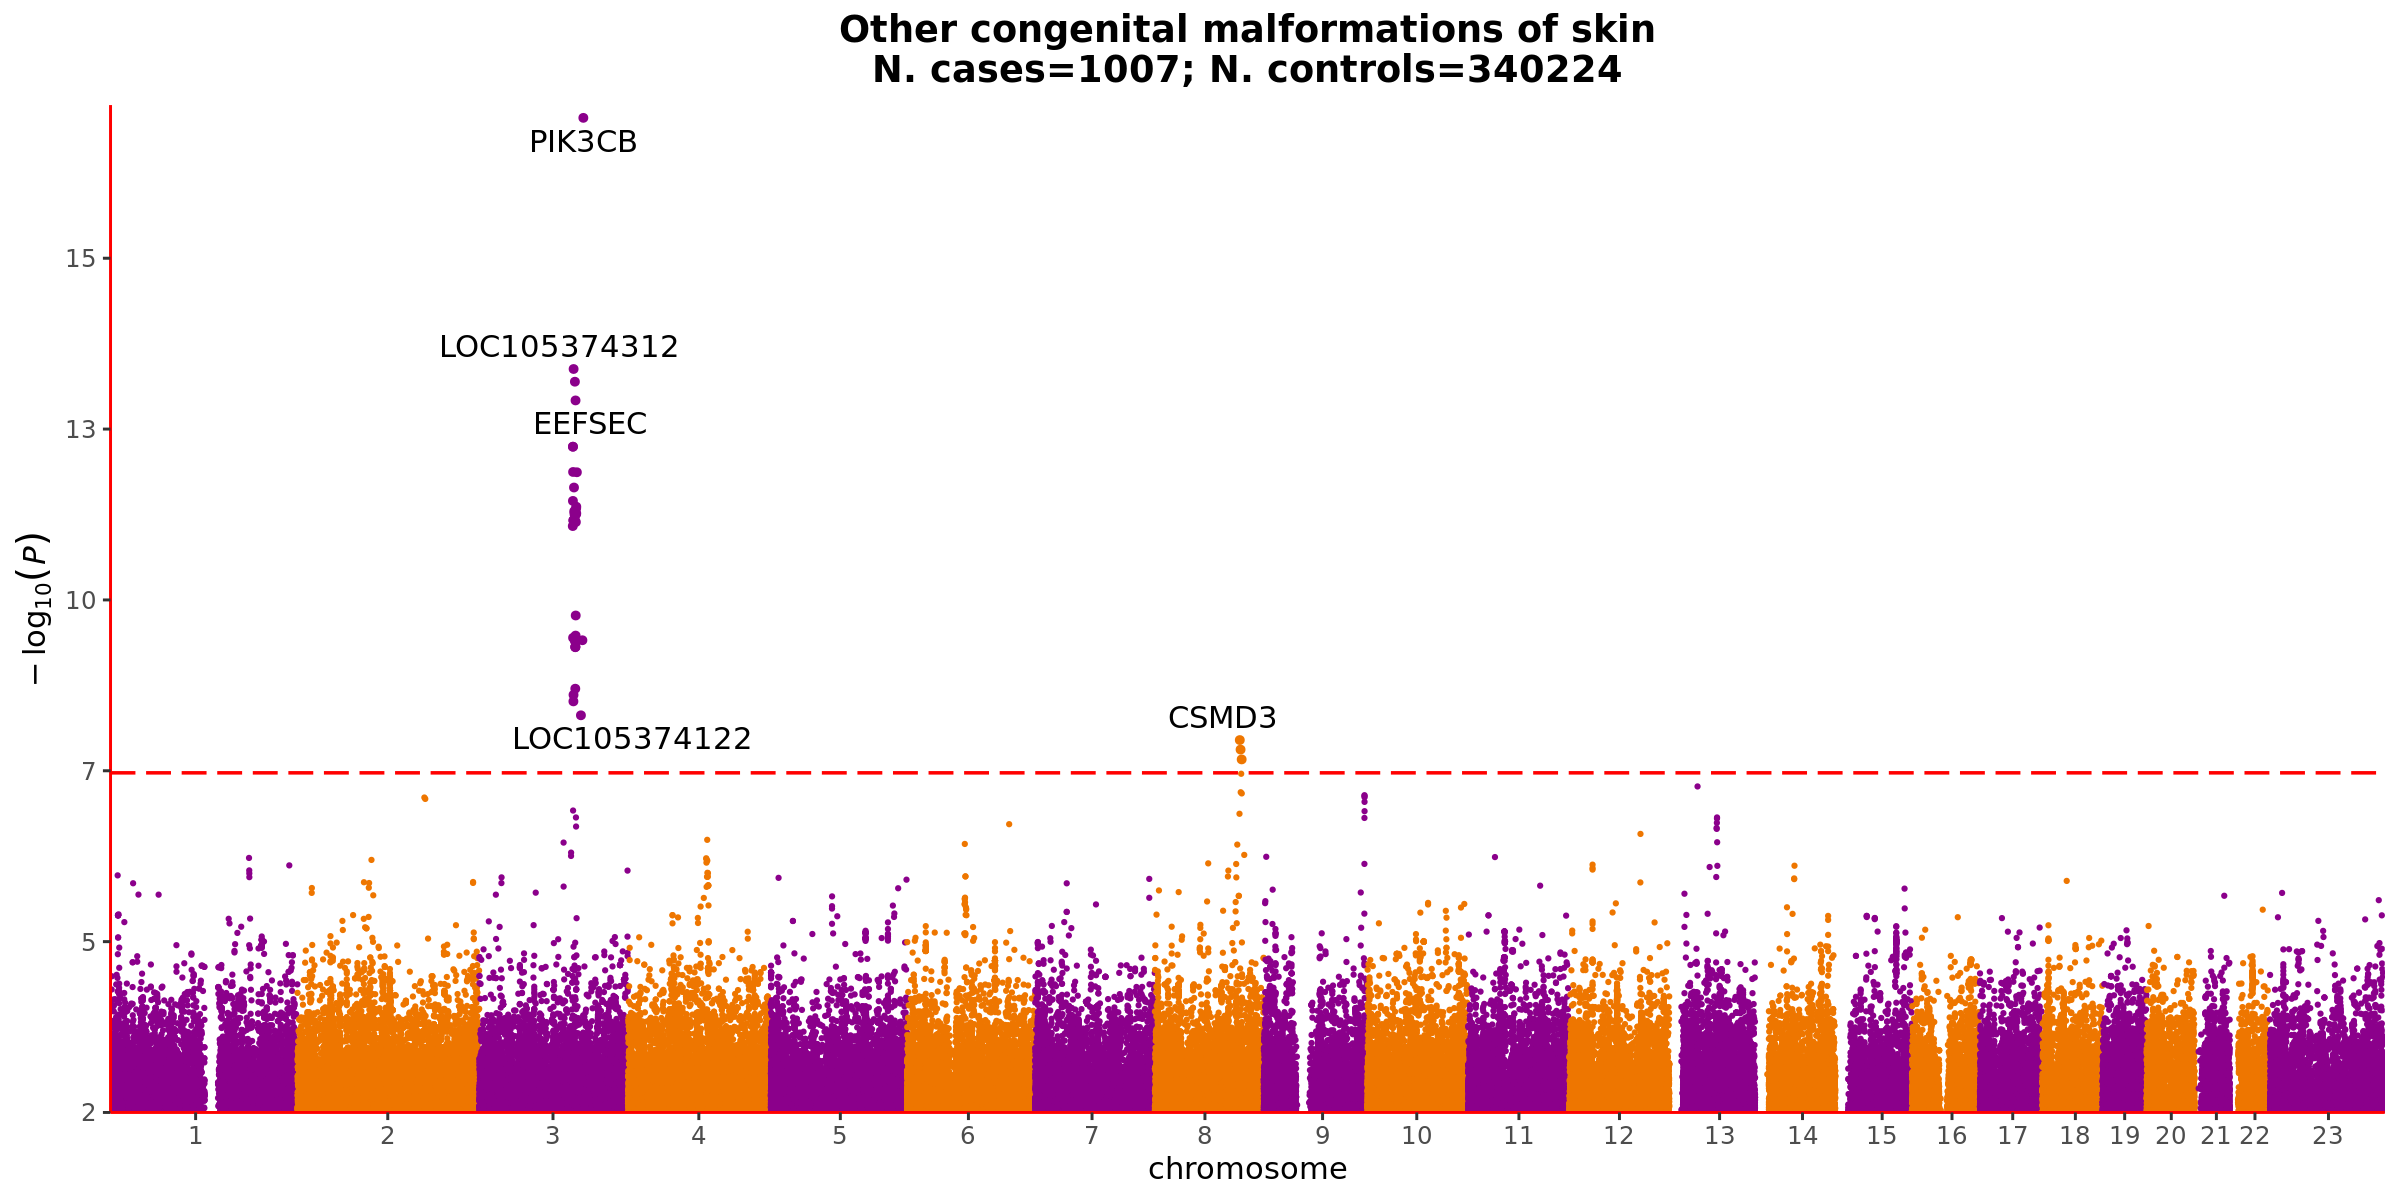 Other congenital malformations of skin
N. cases=1007; N. controls=340224
PIK3CB
15
LOC105374312
13
EEFSEC
−log10(P)
10
CSMD3
LOC105374122
7
5
2
1 2 3 4 5 6 7 8 9 10 11 12 13 14 15 16 17 18 19 20 21 22 23
chromosome